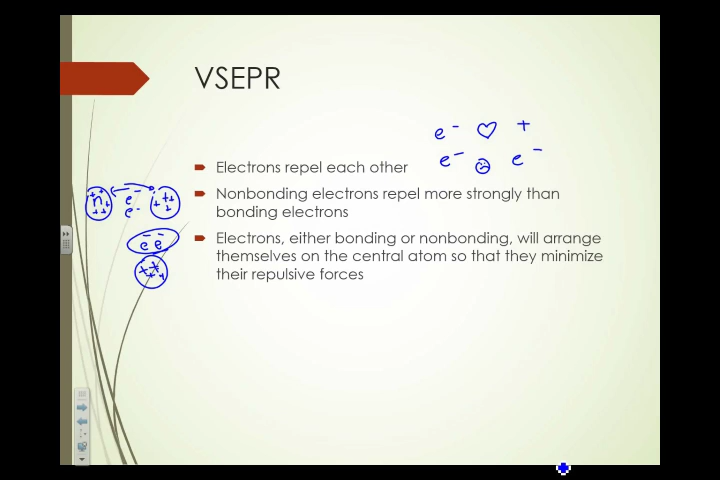 VSEPR
e⁻ ♡ +
e⁻ ☹ e⁻
Electrons repel each other
Nonbonding electrons repel more strongly than
bonding electrons
Electrons, either bonding or nonbonding, will arrange
themselves on the central atom so that they minimize
their repulsive forces
+ + n + + + e⁻ e⁻ + + + +
e⁻ e⁻
+ + + +